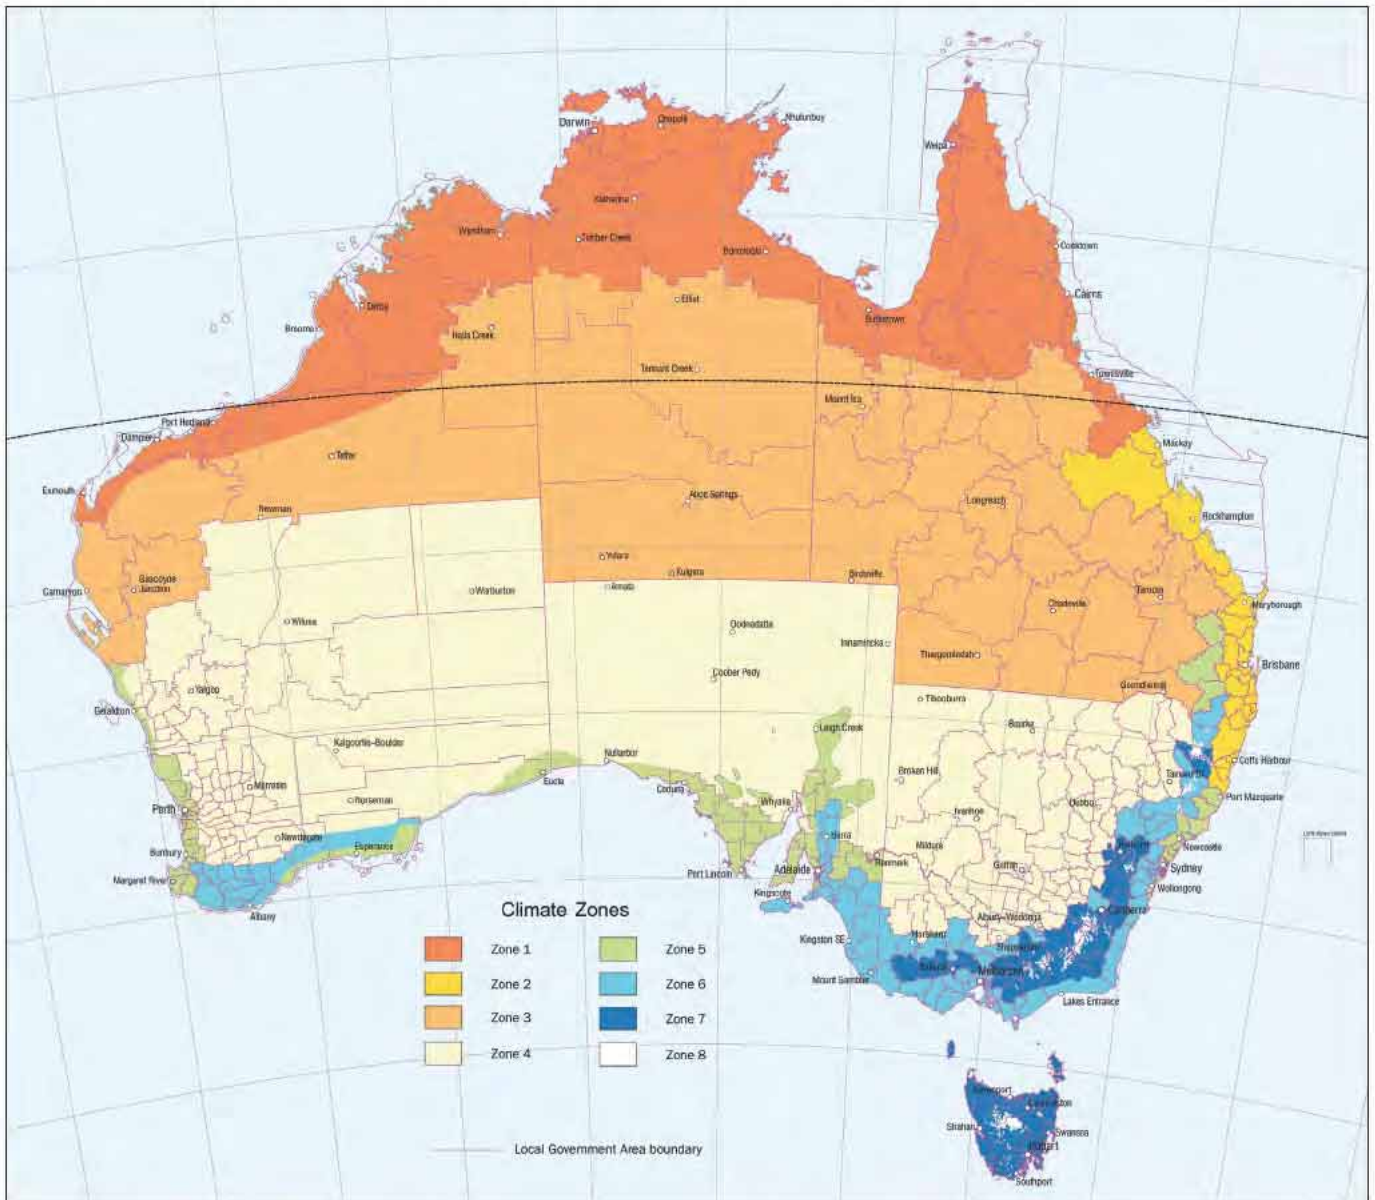 Darwin
Nhulunbuy
Weipa
Katherine
Wyndham
Timber Creek
Borroloola
Cooktown
Derby
Elliot
Cairns
Burketown
Broome
Halls Creek
Tennant Creek
Townsville
Mount Isa
Port Hedland
Dampier
Mackay
Telfer
Exmouth
Alice Springs
Longreach
Newman
Rockhampton
Yulara
Kulgera
Birdsville
Gascoyne
Junction
Carnarvon
Amata
Warburton
Charleville
Taroom
Maryborough
Wiluna
Oodnadatta
Innamincka
Thargomindah
Brisbane
Coober Pedy
Yalgoo
Tibooburra
Goondiwindi
Geraldton
Leigh Creek
Bourke
Kalgoorlie-Boulder
Nullarbor
Coffs Harbour
Eucla
Broken Hill
Ceduna
Port Macquarie
Perth
Norseman
Whyalla
Ivanhoe
Dubbo
Newdegate
Esperance
Mildura
Newcastle
Bunbury
Renmark
Griffith
Sydney
Margaret River
Port Lincoln
Adelaide
Wollongong
Albany
Kingscote
Canberra
Albury-Wodonga
Climate Zones
Kingston SE
Horsham
Zone 1
Zone 5
Melbourne
Mount Gambier
Zone 2
Zone 6
Lakes Entrance
Zone 3
Zone 7
Zone 4
Zone 8
Devonport
Strahan
Swansea
Hobart
Local Government Area boundary
Southport